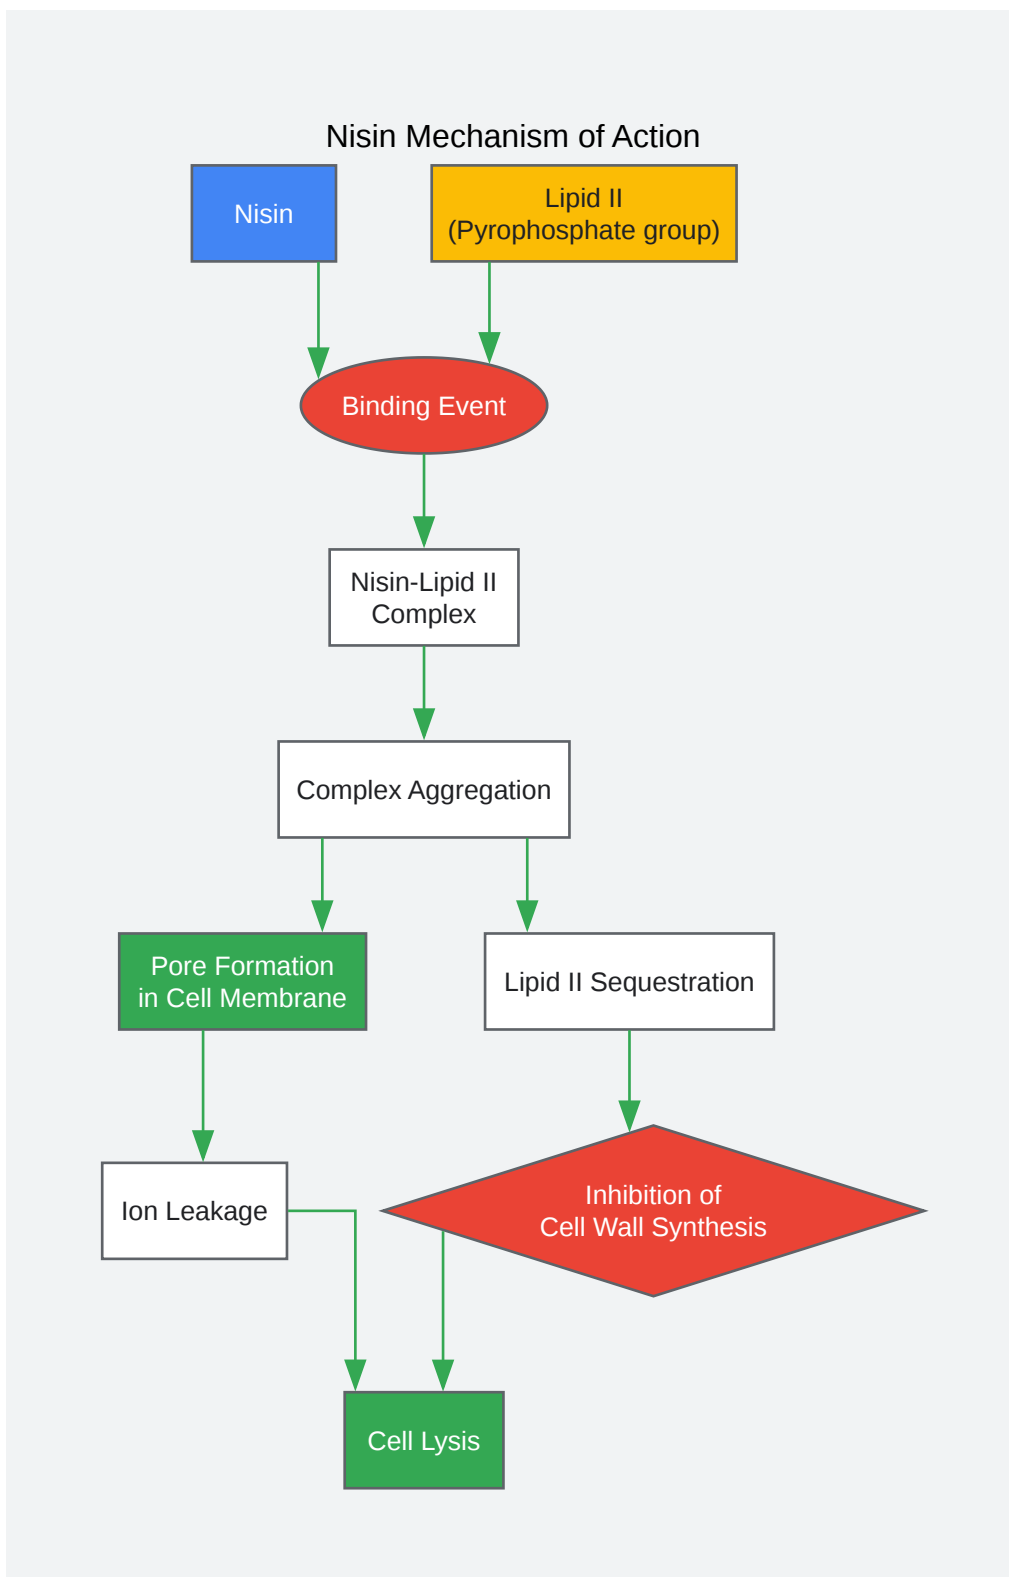 Nisin Mechanism of Action
Nisin
Lipid II
(Pyrophosphate group)
Binding Event
Nisin-Lipid II
Complex
Complex Aggregation
Pore Formation
in Cell Membrane
Lipid II Sequestration
Ion Leakage
Inhibition of
Cell Wall Synthesis
Cell Lysis